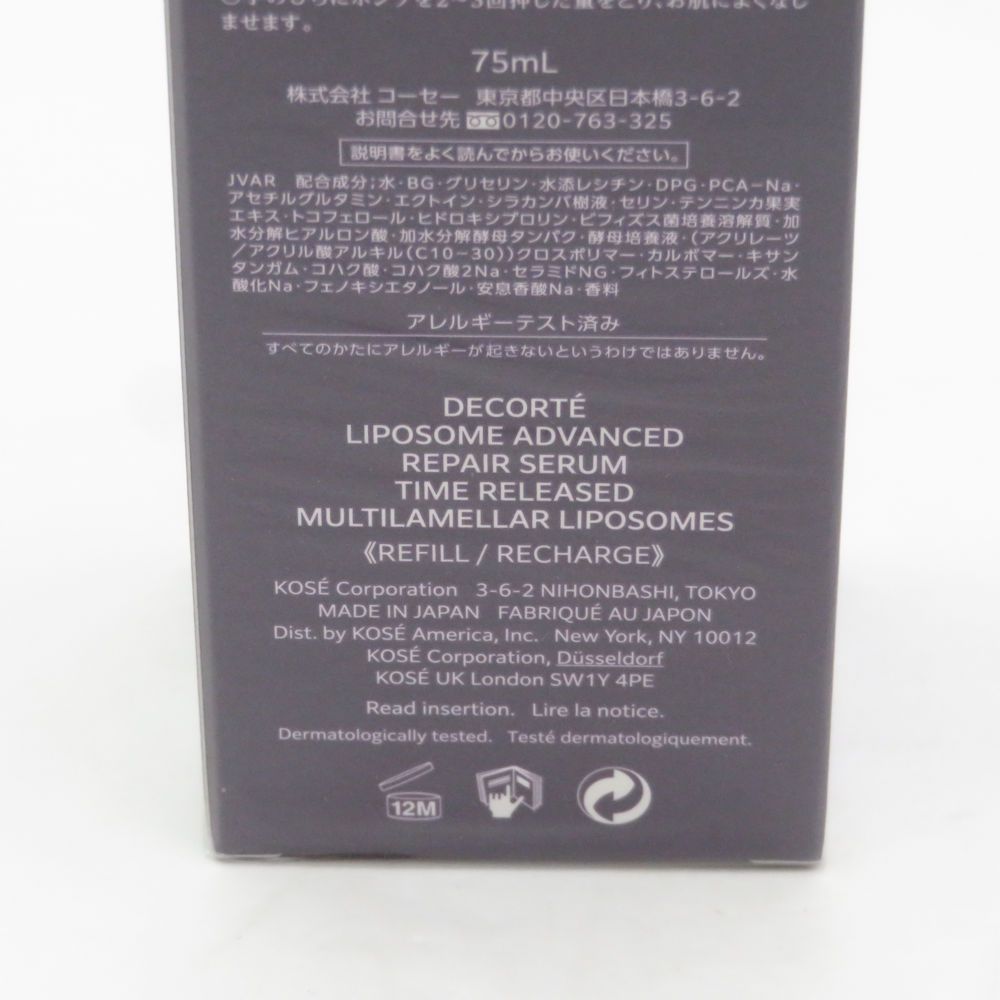 ませます。
75mL
株式会社 コーセー 東京都中央区日本橋3-6-2
お問合せ先 0120-763-325
説明書をよく読んでからお使いください。
JVAR 配合成分:水・BG・グリセリン・水添レシチン・DPG・PCA-Na・
アセチルグルタミン・エクトイン・シラカンバ樹液・セリン・テンニンカ果実
エキス・トコフェロール・ヒドロキシプロリン・ビフィズス菌培養溶解質・加
水分解ヒアルロン酸・加水分解酵母タンパク・酵母培養液・(アクリレーツ
/アクリル酸アルキル(C10~30))クロスポリマー・カルボマー・キサン
タンガム・コハク酸・コハク酸2Na・セラミドNG・フィトステロールズ・水
酸化Na・フェノキシエタノール・安息香酸Na・香料
アレルギーテスト済み
すべてのかたにアレルギーが起きないというわけではありません。
DECORTÉ
LIPOSOME ADVANCED
REPAIR SERUM
TIME RELEASED
MULTILAMELLAR LIPOSOMES
《REFILL / RECHARGE》
KOSÉ Corporation 3-6-2 NIHONBASHI, TOKYO
MADE IN JAPAN FABRIQUÉ AU JAPON
Dist. by KOSÉ America, Inc. New York, NY 10012
KOSÉ Corporation, Düsseldorf
KOSÉ UK London SW1Y 4PE
Read insertion. Lire la notice.
Dermatologically tested. Testé dermatologiquement.
12M